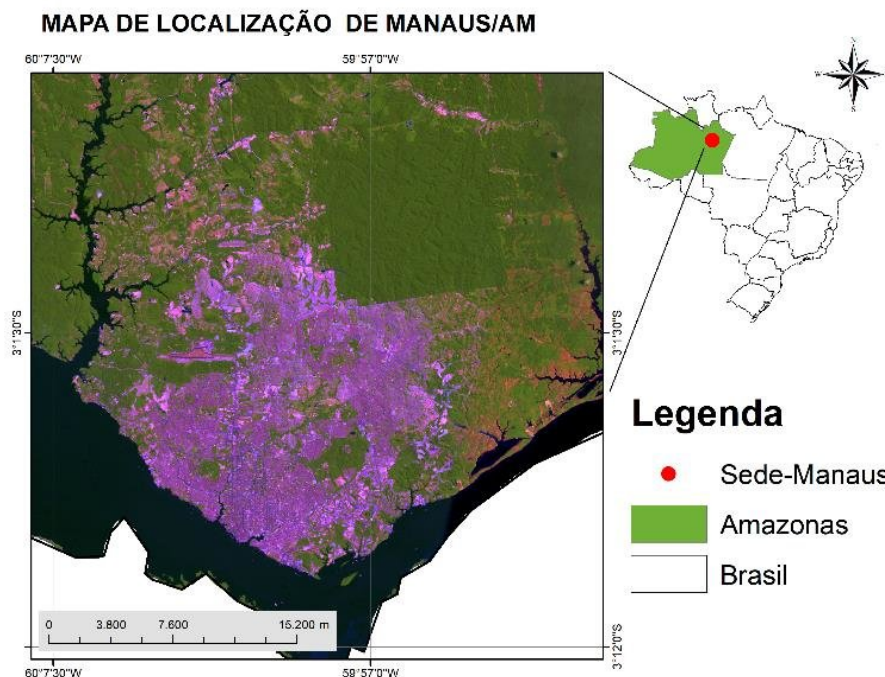 MAPA DE LOCALIZAÇÃO DE MANAUS/AM
60°7'30"W
59°57'0"W
N
W
E
S
3°1'30"S
3°1'30"S
Legenda
Sede-Manaus
Amazonas
Brasil
0 3.800 7.600 15.200 m
3°12'0"S
60°7'30"W
59°57'0"W